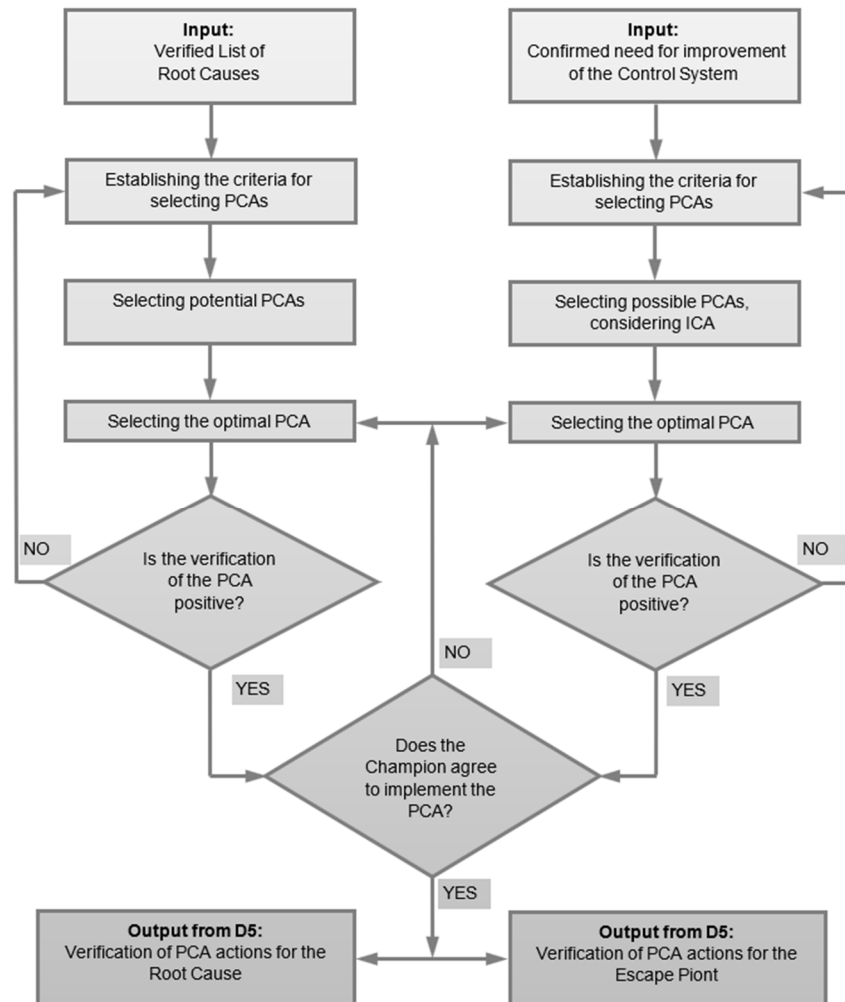 Input:
Verified List of
Root Causes
Input:
Confirmed need for improvement
of the Control System
Establishing the criteria for
selecting PCAs
Establishing the criteria for
selecting PCAs
Selecting potential PCAs
Selecting possible PCAs,
considering ICA
Selecting the optimal PCA
Selecting the optimal PCA
NO
Is the verification
of the PCA
positive?
Is the verification
of the PCA
positive?
NO
YES
NO
YES
Does the
Champion agree
to implement the
PCA?
YES
Output from D5:
Verification of PCA actions for the
Root Cause
Output from D5:
Verification of PCA actions for the
Escape Piont